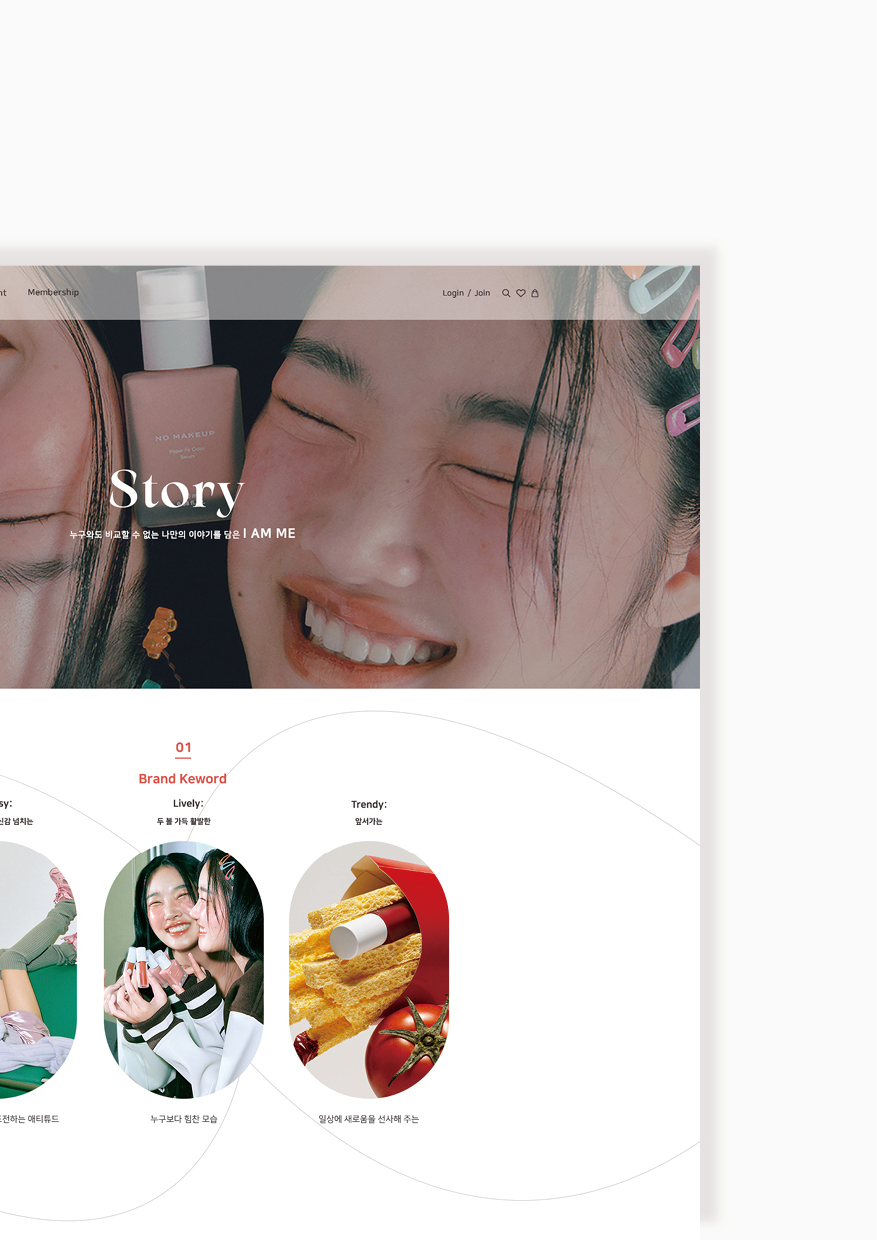 nt Membership Login / Join
NO MAKEUP
Story
누구와도 비교할 수 없는 나만의 이야기를 담은 I AM ME
01
Brand Keword
sy: Lively: Trendy:
신감 넘치는 두 볼 가득 활발한 앞서가는
도전하는 애티튜드 누구보다 힘찬 모습 일상에 새로움을 선사해 주는